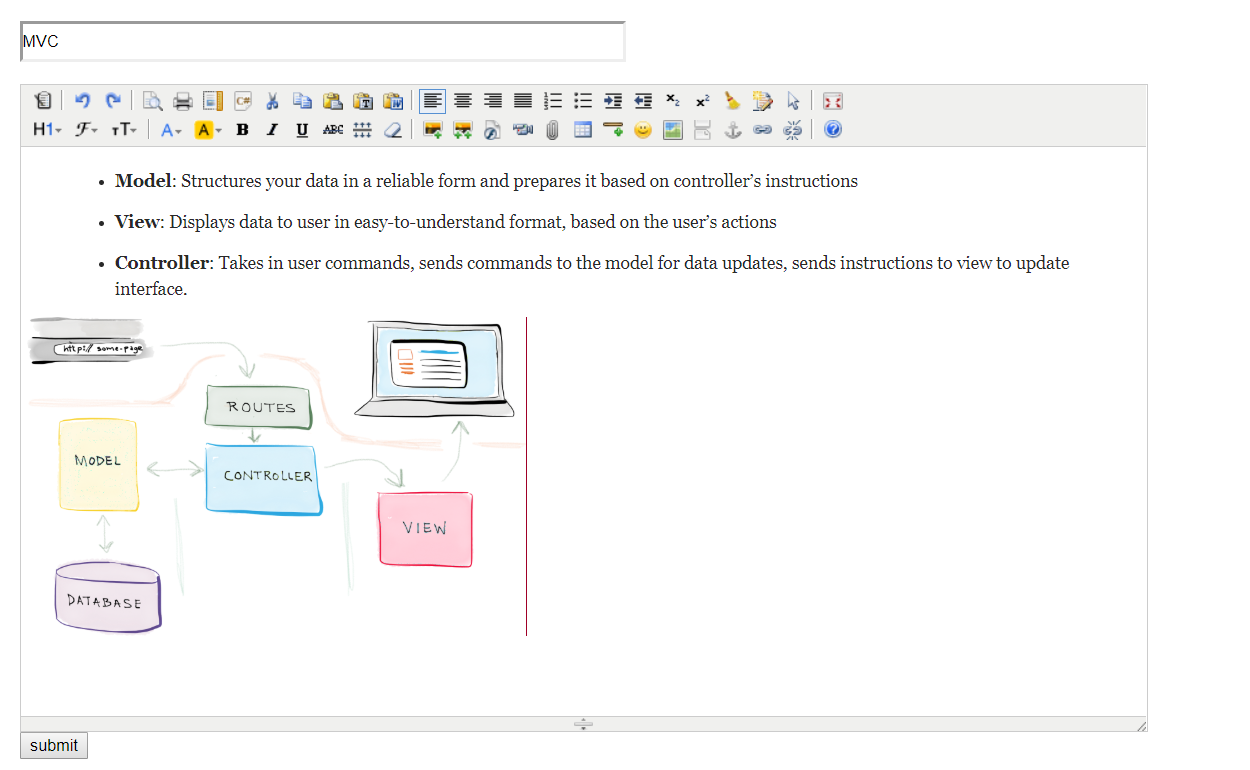 MVC
C#
T
W
H1 F тT A A B I U ABC
Model: Structures your data in a reliable form and prepares it based on controller’s instructions
View: Displays data to user in easy-to-understand format, based on the user’s actions
Controller: Takes in user commands, sends commands to the model for data updates, sends instructions to view to update
interface.
http:// some-page
ROUTES
MODEL
CONTROLLER
VIEW
DATABASE
submit